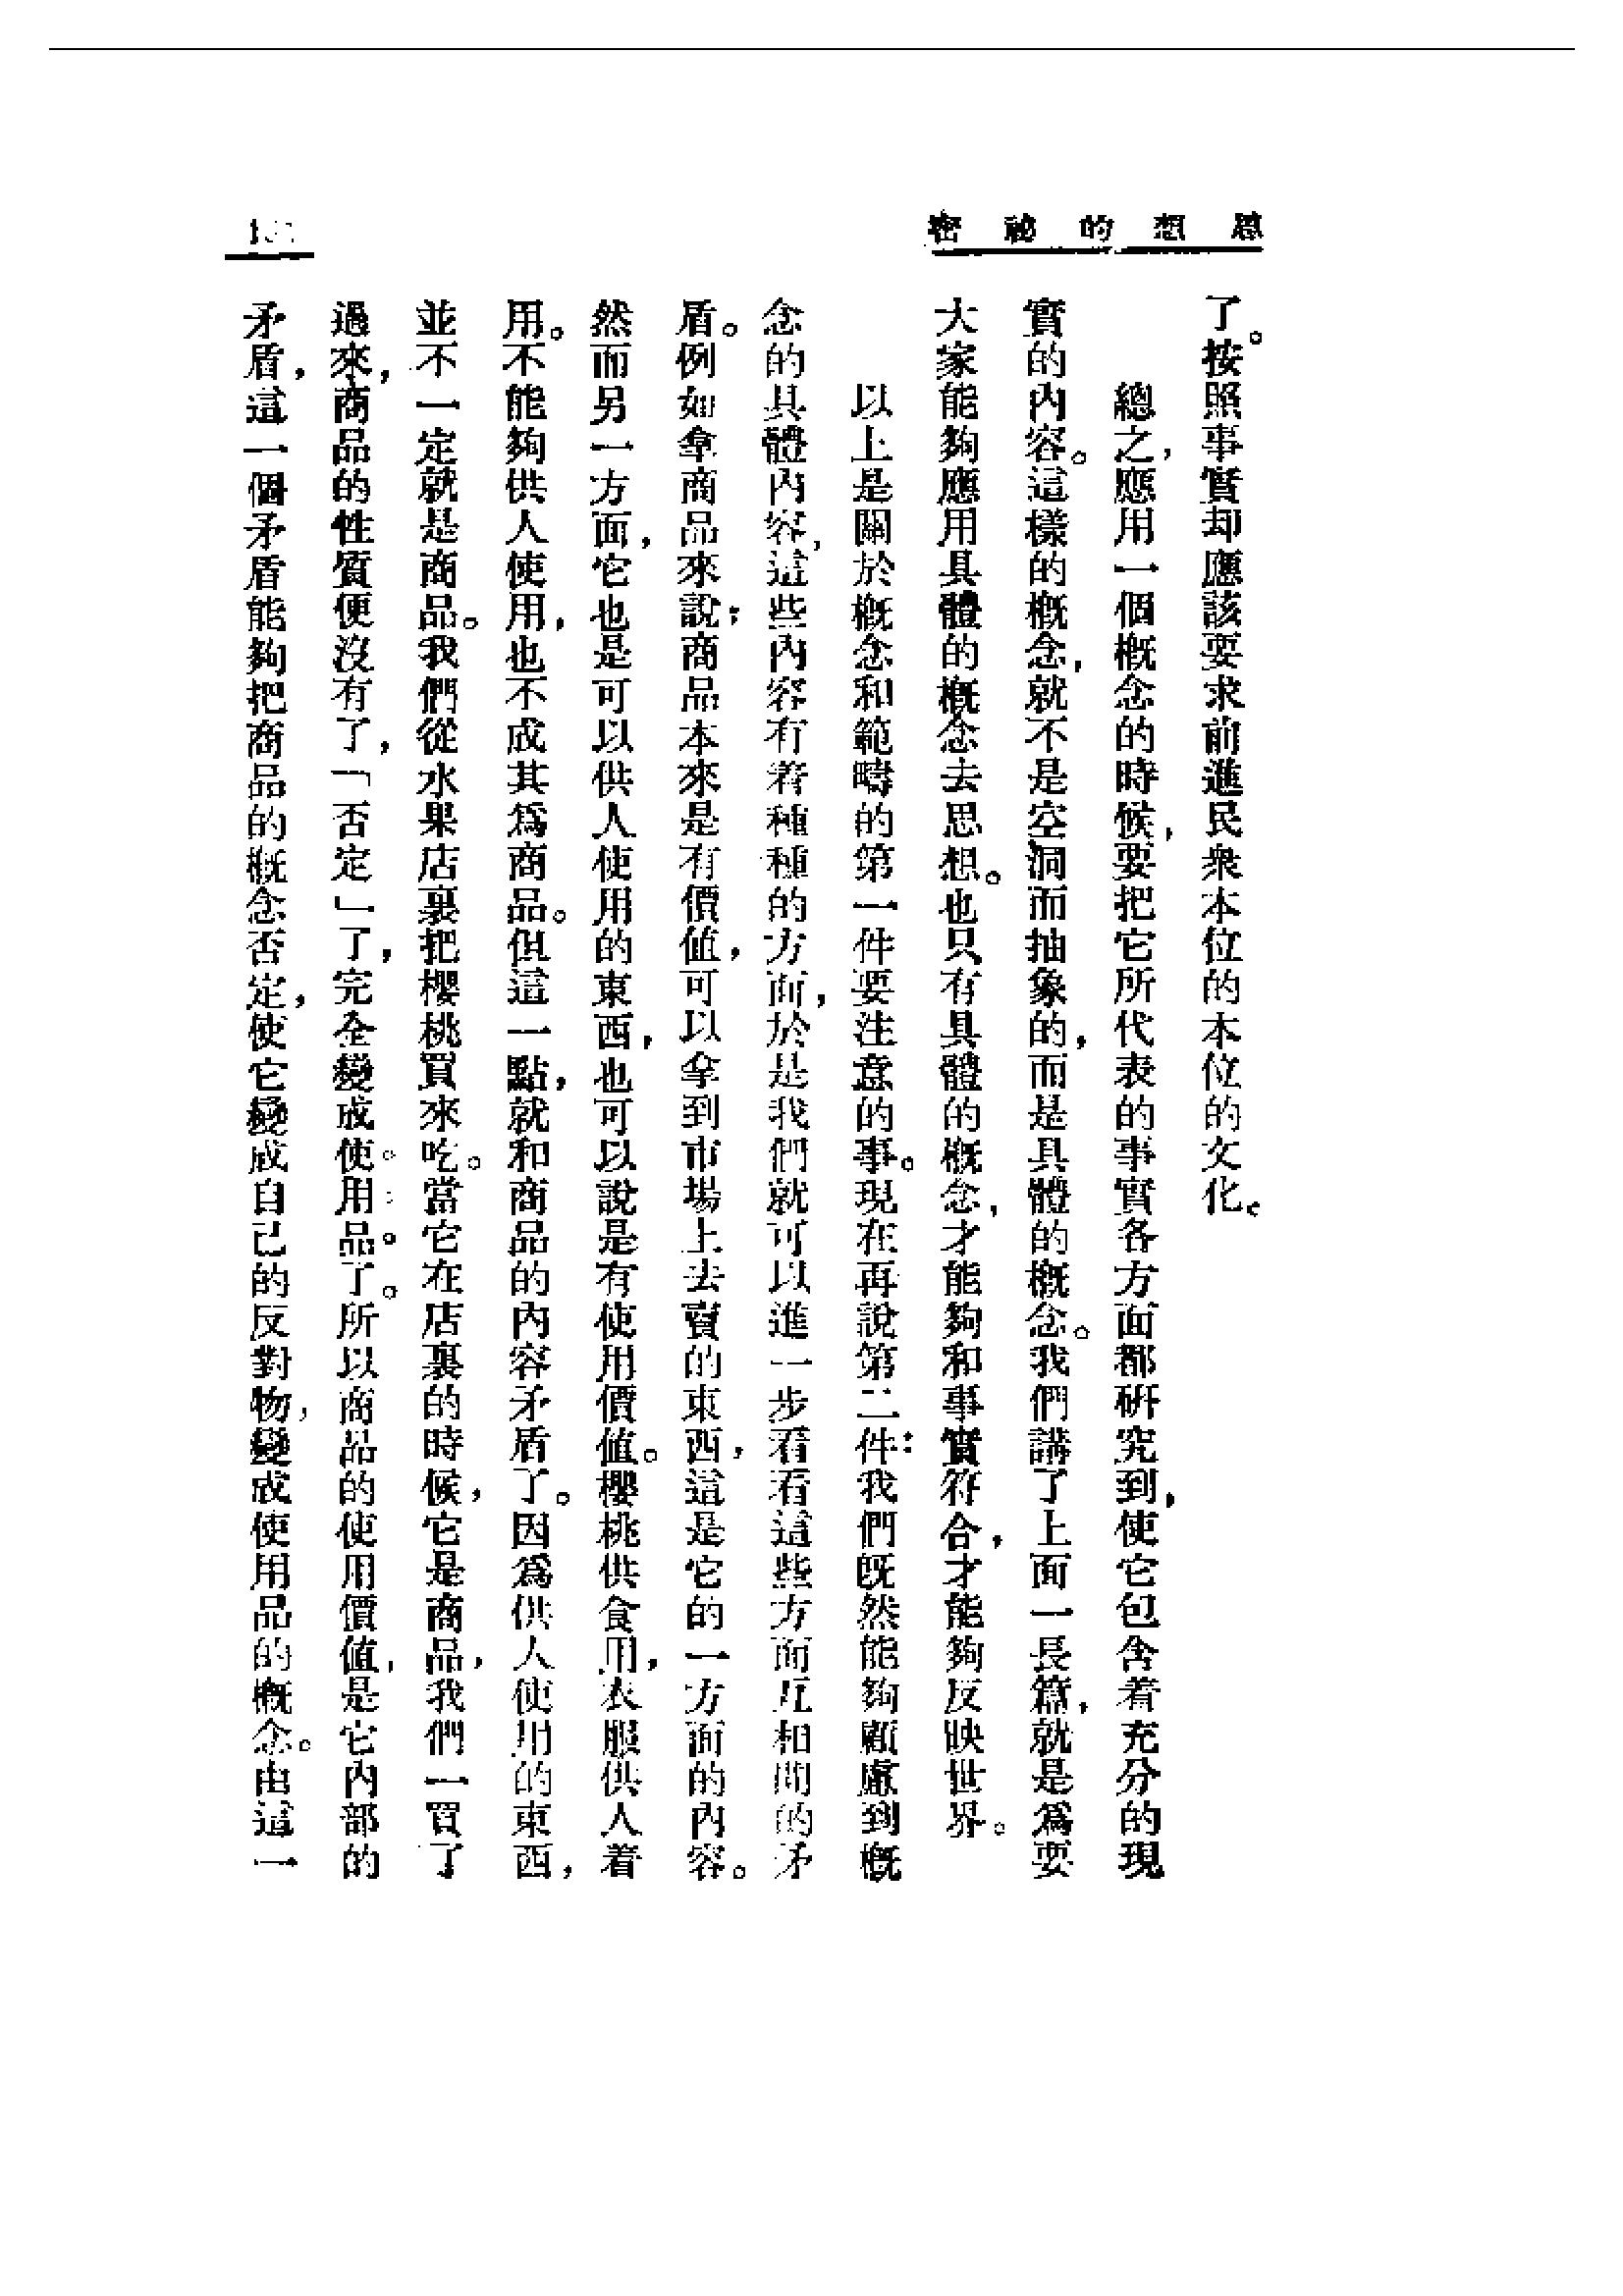 思想的祕密
了。按照事實却應該要求前進民衆本位的本位的文化。
總之，應用一個概念的時候，要把它所代表的事實各方面都研究到，使它包含着充分的現
實的內容。這樣的概念，就不是空洞而抽象的，而是具體的概念。我們講了上面一長篇，就是爲要
大家能夠應用具體的概念去思想。也只有具體的概念，才能夠和事實符合，才能夠反映世界。
以上是關於概念和範疇的第一件要注意的事。現在再說第二件：我們既然能夠顧慮到概
念的具體內容，這些內容有着種種的方面，於是我們就可以進一步看看這些方面互相間的矛
盾。例如拿商品來說；商品本來是有價值，可以拿到市場上去賣的東西，這是它的一方面的內容。
然而另一方面，它也是可以供人使用的東西，也可以說是有使用價值。櫻桃供食用，衣服供人着
用。不能夠供人使用，也不成其爲商品。但這一點，就和商品的內容矛盾了。因爲供人使用的東西，
並不一定就是商品。我們從水果店裏把櫻桃買來吃。當它在店裏的時候，它是商品，我們一買了
過來，商品的性質便沒有了，「否定」了，完全變成使用品了。所以商品的使用價值，是它內部的
矛盾，這一個矛盾能夠把商品的概念否定，使它變成自己的反對物，變成使用品的概念。由這一